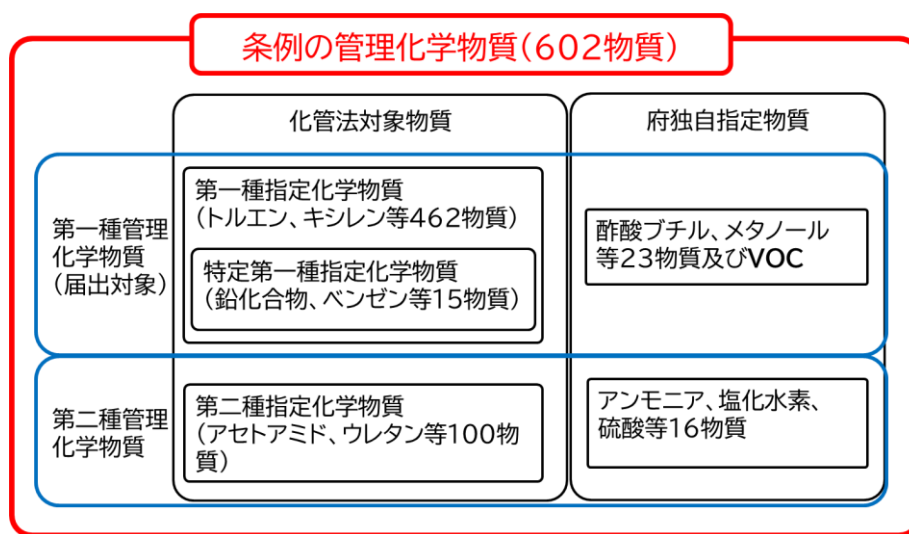 条例の管理化学物質(602物質)
化管法対象物質
府独自指定物質
第一種管理
化学物質
(届出対象)
第一種指定化学物質
(トルエン、キシレン等462物質)
特定第一種指定化学物質
(鉛化合物、ベンゼン等15物質)
酢酸ブチル、メタノール
等23物質及びVOC
第二種管理
化学物質
第二種指定化学物質
(アセトアミド、ウレタン等100物
質)
アンモニア、塩化水素、
硫酸等16物質